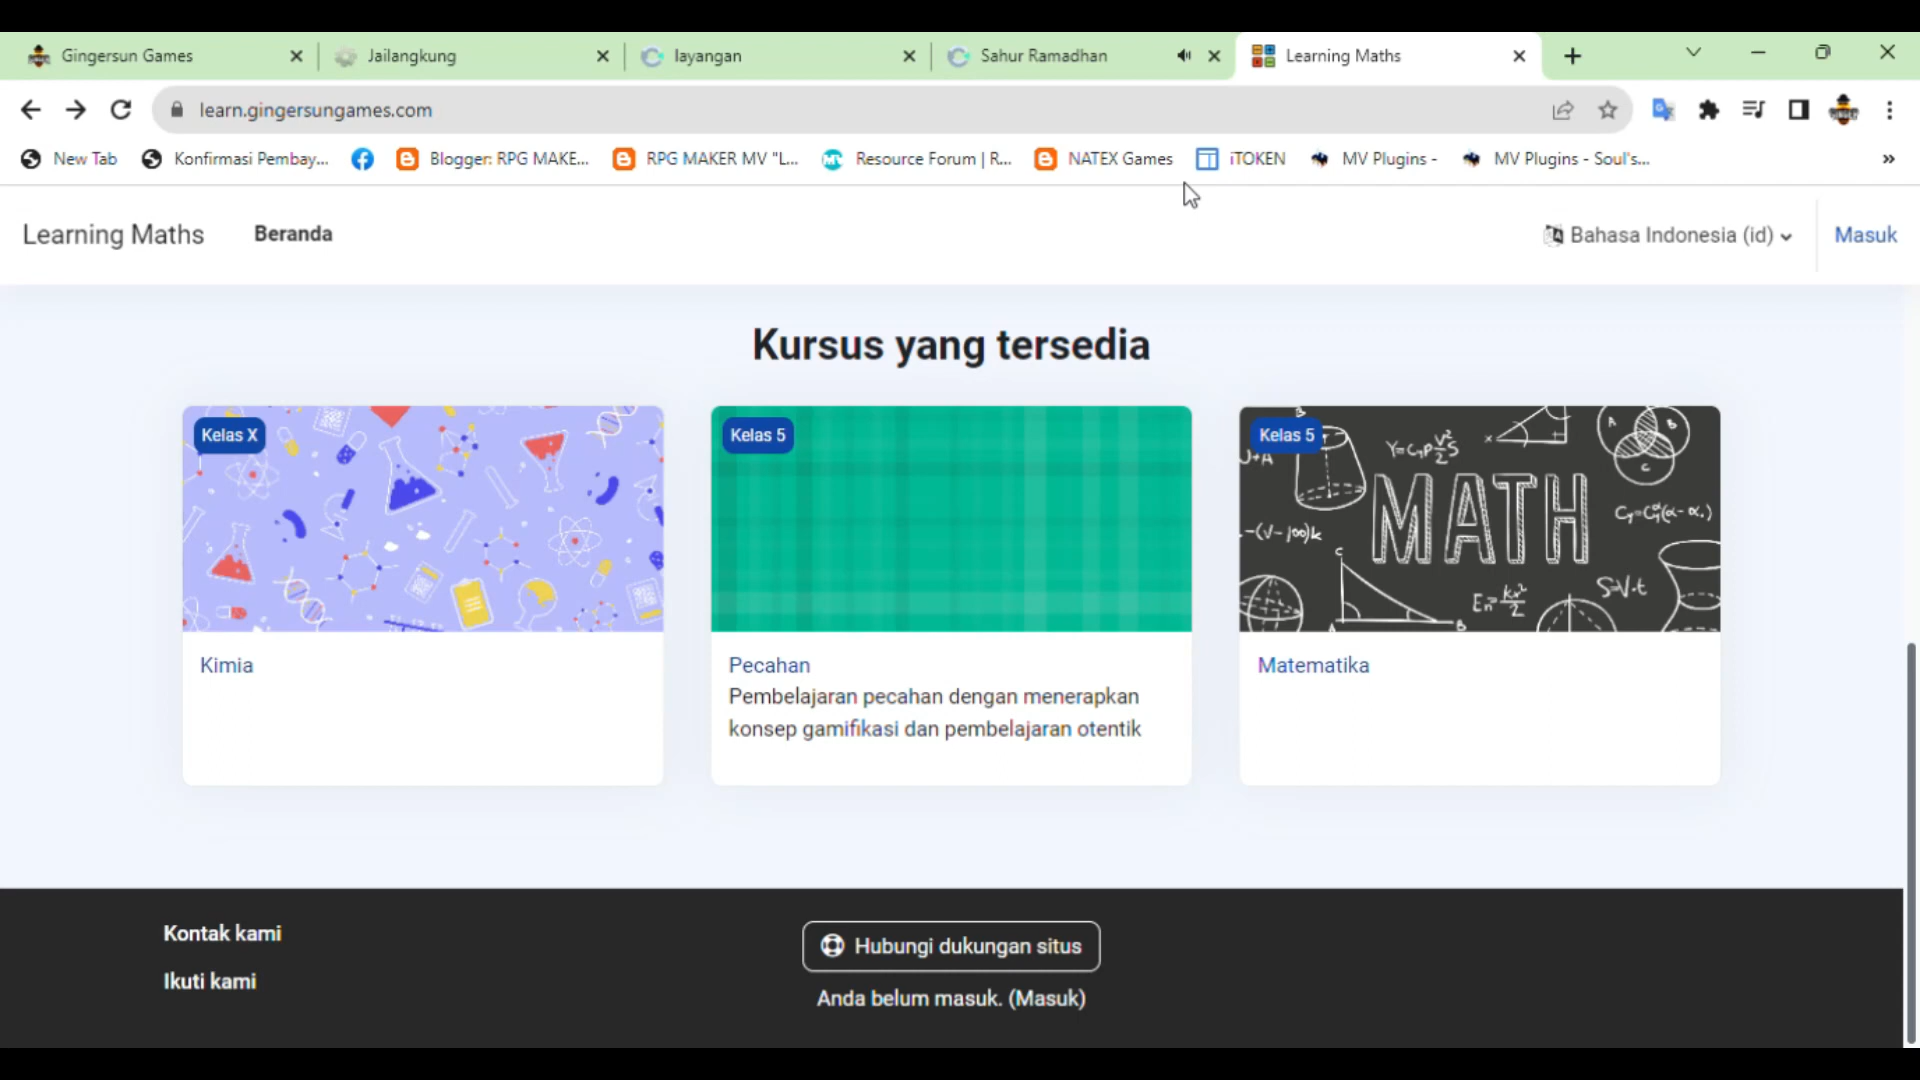 Gingersun Games
Jailangkung
layangan
Sahur Ramadhan
Learning Maths
learn.gingersungames.com
New Tab
Konfirmasi Pembay...
Blogger: RPG MAKE...
RPG MAKER MV "L...
Resource Forum | R...
NATEX Games
iTOKEN
MV Plugins -
MV Plugins - Soul's...
»
Learning Maths
Beranda
Bahasa Indonesia (id)
Masuk
Kursus yang tersedia
Kelas X
Kimia
Kelas 5
Pecahan
Pembelajaran pecahan dengan menerapkan
konsep gamifikasi dan pembelajaran otentik
Kelas 5
MATH
Matematika
Kontak kami
Ikuti kami
Hubungi dukungan situs
Anda belum masuk. (Masuk)